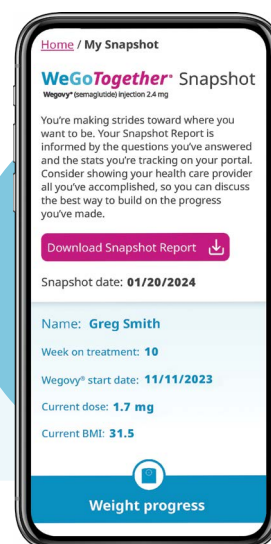 Home / My Snapshot
WeGoTogether® Snapshot
Wegovy® (semaglutide) injection 2.4 mg
You're making strides toward where you
want to be. Your Snapshot Report is
informed by the questions you've answered
and the stats you're tracking on your portal.
Consider showing your health care provider
all you've accomplished, so you can discuss
the best way to build on the progress
you've made.
Download Snapshot Report
Snapshot date: 01/20/2024
Name: Greg Smith
Week on treatment: 10
Wegovy® start date: 11/11/2023
Current dose: 1.7 mg
Current BMI: 31.5
Weight progress